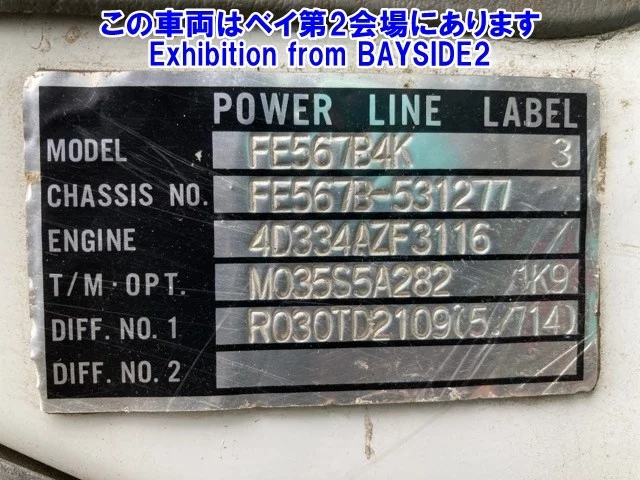 この車両はベイ第2会場にあります
Exhibition from BAYSIDE2
POWER LINE LABEL
MODEL FE567B4K 3
CHASSIS NO. FE567B-531277
ENGINE 4D334AZF3116
T/M·OPT. M035S5A282 1K9
DIFF. NO. 1 R030TD2109(5.714)
DIFF. NO. 2